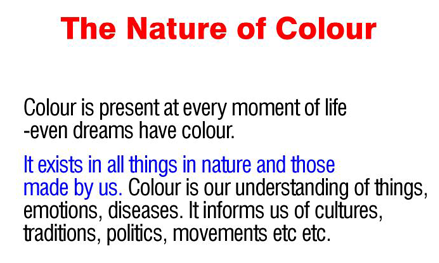 The Nature of Colour
Colour is present at every moment of life
-even dreams have colour.
It exists in all things in nature and those
made by us. Colour is our understanding of things,
emotions, diseases. It informs us of cultures,
traditions, politics, movements etc etc.